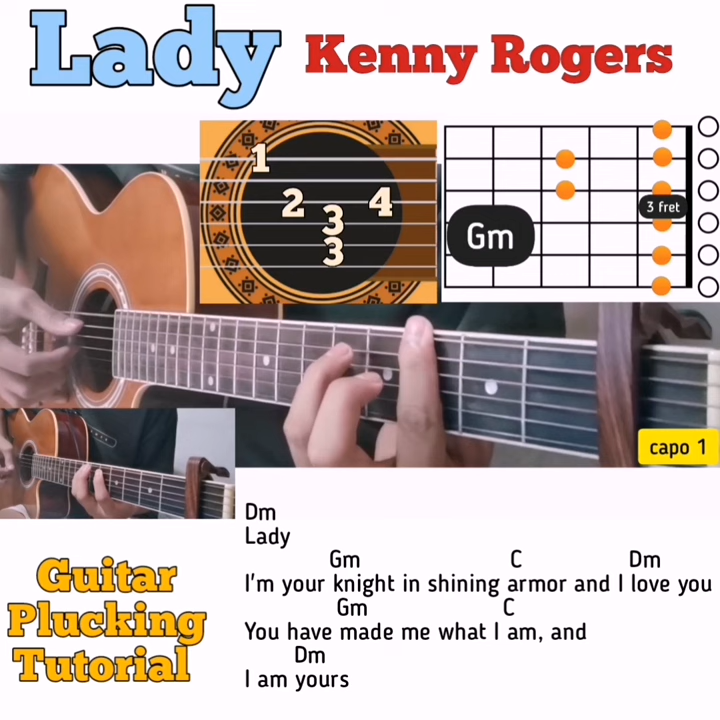 Lady Kenny Rogers
1
2
4
3
3
3 fret
Gm
capo 1
Guitar
Plucking
Tutorial
Dm
Lady
Gm C Dm
I'm your knight in shining armor and I love you
Gm C
You have made me what I am, and
Dm
I am yours